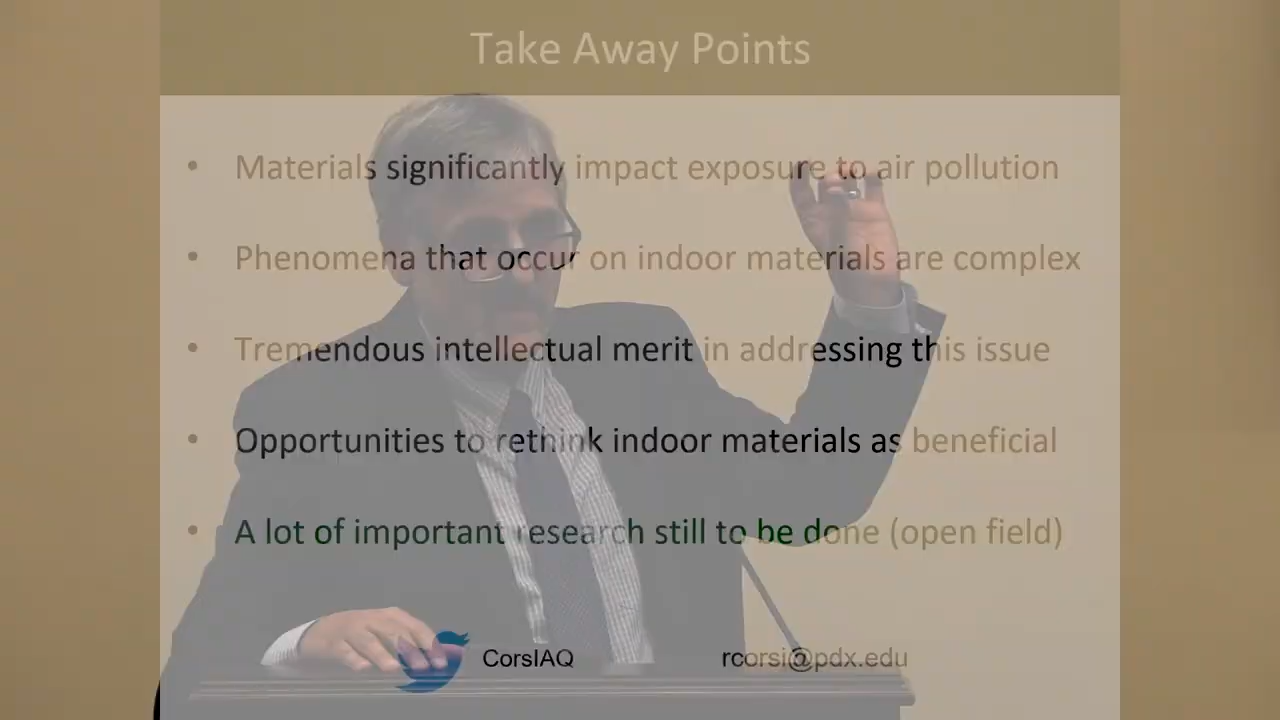 Take Away Points
• Materials significantly impact exposure to air pollution
• Phenomena that occur on indoor materials are complex
• Tremendous intellectual merit in addressing this issue
• Opportunities to rethink indoor materials as beneficial
• A lot of important research still to be done (open field)
CorsIAQ rcorsi@pdx.edu